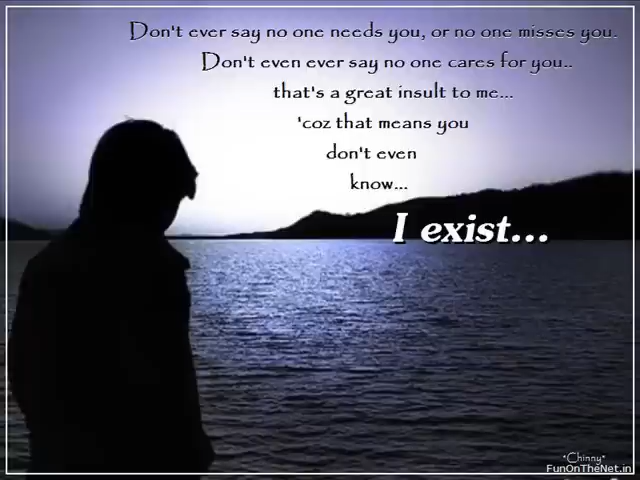 Don't ever say no one needs you, or no one misses you.
Don't even ever say no one cares for you..
that's a great insult to me...
'coz that means you
don't even
know...
I exist...
*Chinny*
FunOnTheNet.in